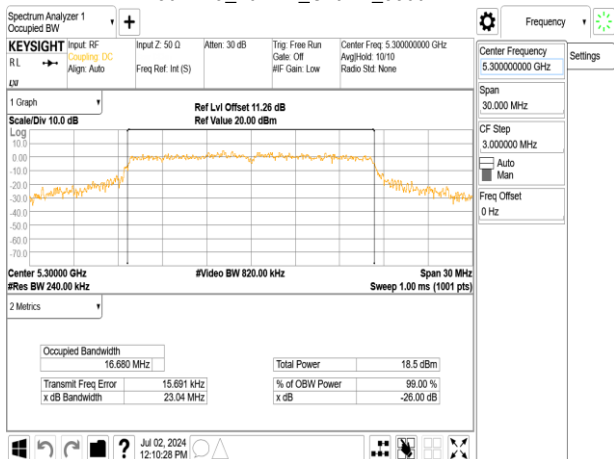 Spectrum Analyzer 1
Occupied BW
Frequency
KEYSIGHT
RL
Input: RF
Coupling: DC
Align: Auto
Input Z: 50 Ω
Freq Ref: Int (S)
Atten: 30 dB
Trig: Free Run
Gate: Off
#IF Gain: Low
Center Freq: 5.300000000 GHz
Avg|Hold: 10/10
Radio Std: None
Center Frequency
5.300000000 GHz
Settings
Span
30.000 MHz
CF Step
3.000000 MHz
Auto
Man
Freq Offset
0 Hz
1 Graph
Scale/Div 10.0 dB
Ref Lvl Offset 11.26 dB
Ref Value 20.00 dBm
Log
10.0
0.00
-10.0
-20.0
-30.0
-40.0
-50.0
-60.0
-70.0
Center 5.30000 GHz
#Res BW 240.00 kHz
#Video BW 820.00 kHz
Span 30 MHz
Sweep 1.00 ms (1001 pts)
2 Metrics
Occupied Bandwidth
16.680 MHz
Transmit Freq Error 15.691 kHz
x dB Bandwidth 23.04 MHz
Total Power 18.5 dBm
% of OBW Power 99.00 %
x dB -26.00 dB
Jul 02, 2024
12:10:28 PM